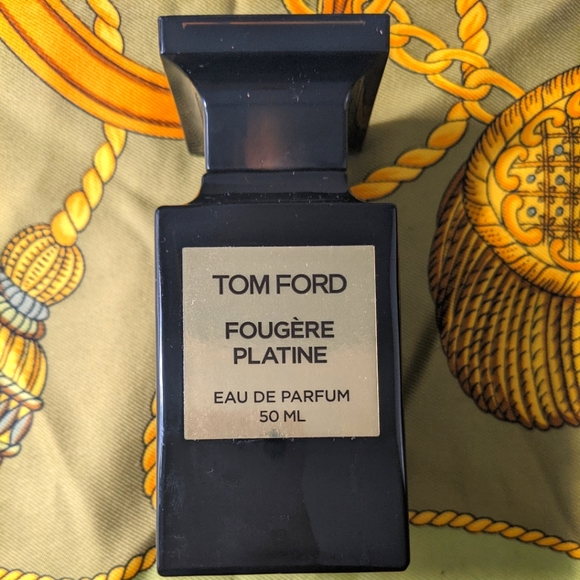 TOM FORD
FOUGÈRE
PLATINE
EAU DE PARFUM
50 ML